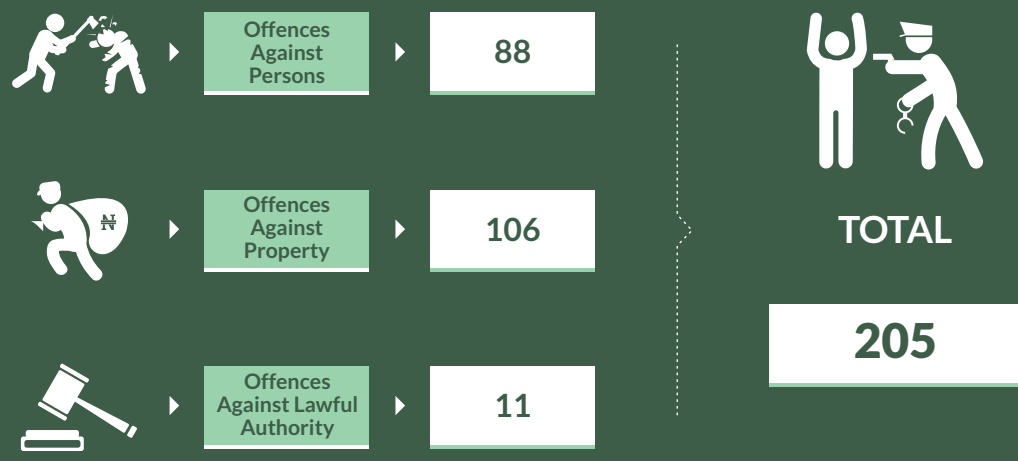 Offences
Against
Persons
88
₦
Offences
Against
Property
106
Offences
Against Lawful
Authority
11
TOTAL
205